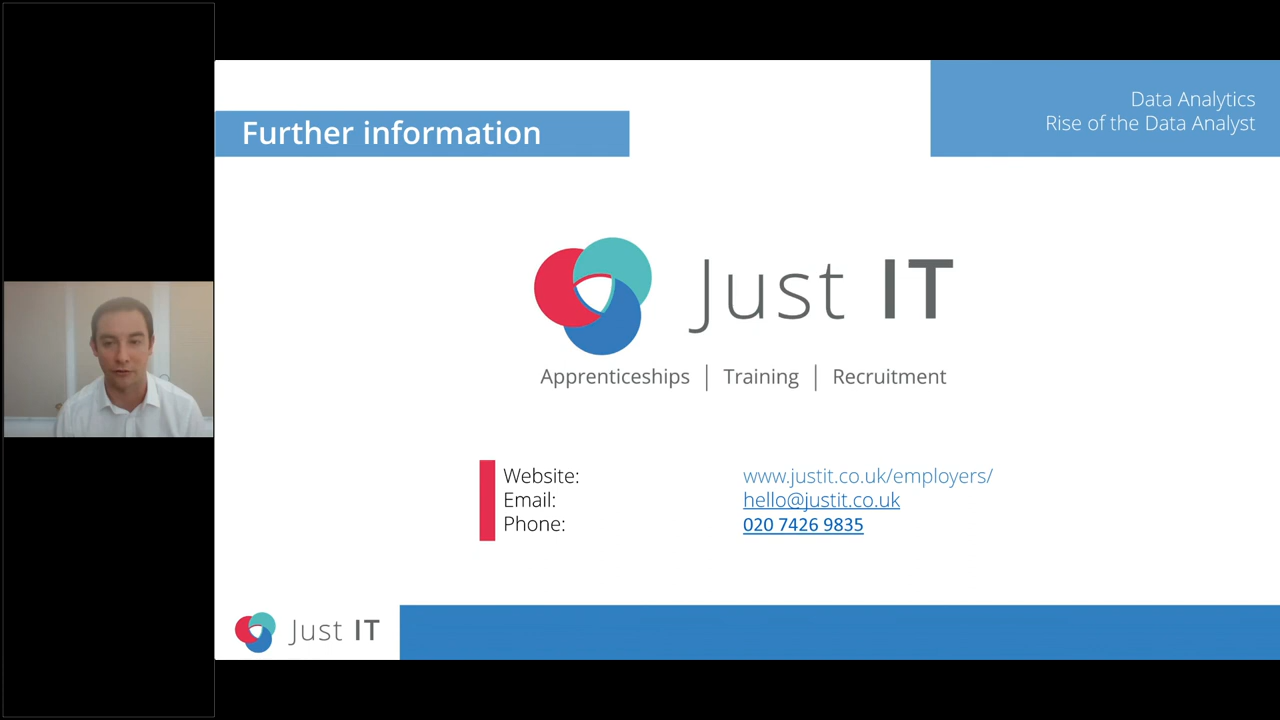 Data Analytics
Rise of the Data Analyst
Further information
Just IT
Apprenticeships | Training | Recruitment
Website: www.justit.co.uk/employers/
Email: hello@justit.co.uk
Phone: 020 7426 9835
Just IT